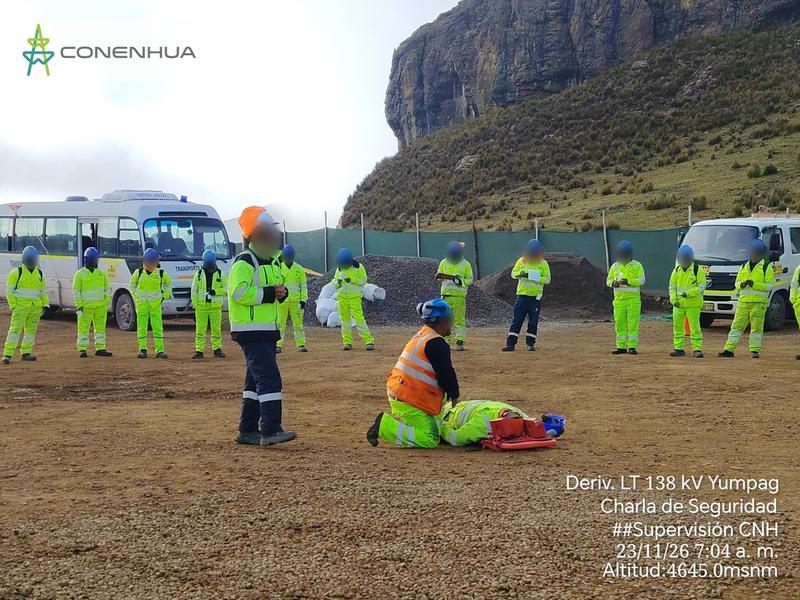 CONENHUA
TRANSPORTE
Deriv. LT 138 kV Yumpag
Charla de Seguridad
##Supervisión CNH
23/11/26 7:04 a. m.
Altitud:4645.0msnm